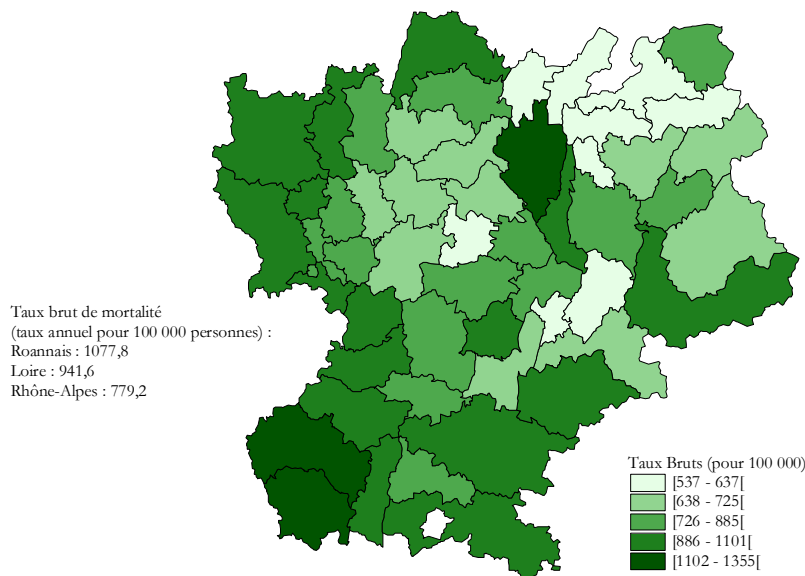 Taux brut de mortalité
(taux annuel pour 100 000 personnes) :
Roannais : 1077,8
Loire : 941,6
Rhône-Alpes : 779,2
Taux Bruts (pour 100 000)
[537 - 637[
[638 - 725[
[726 - 885[
[886 - 1101[
[1102 - 1355[